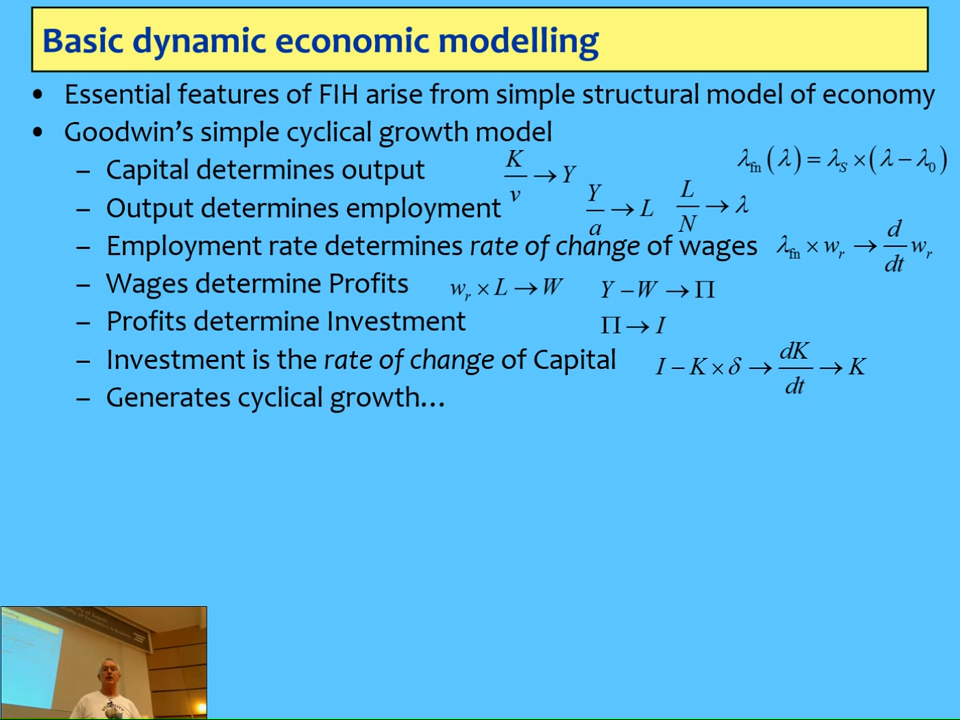 Basic dynamic economic modelling
• Essential features of FIH arise from simple structural model of economy
• Goodwin's simple cyclical growth model
– Capital determines output K/v → Y λfn(λ) = λS × (λ − λ0)
– Output determines employment Y/a → L L/N → λ
– Employment rate determines rate of change of wages λfn × wr → d/dt wr
– Wages determine Profits wr × L → W Y − W → Π
– Profits determine Investment Π → I
– Investment is the rate of change of Capital I − K × δ → dK/dt → K
– Generates cyclical growth…